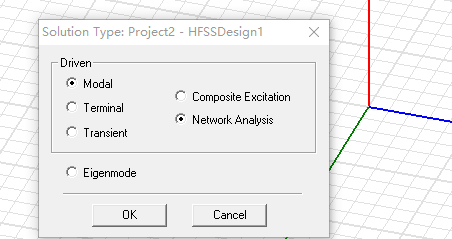 Solution Type: Project2 - HFSSDesign1
Driven
Modal
Composite Excitation
Terminal
Network Analysis
Transient
Eigenmode
OK
Cancel